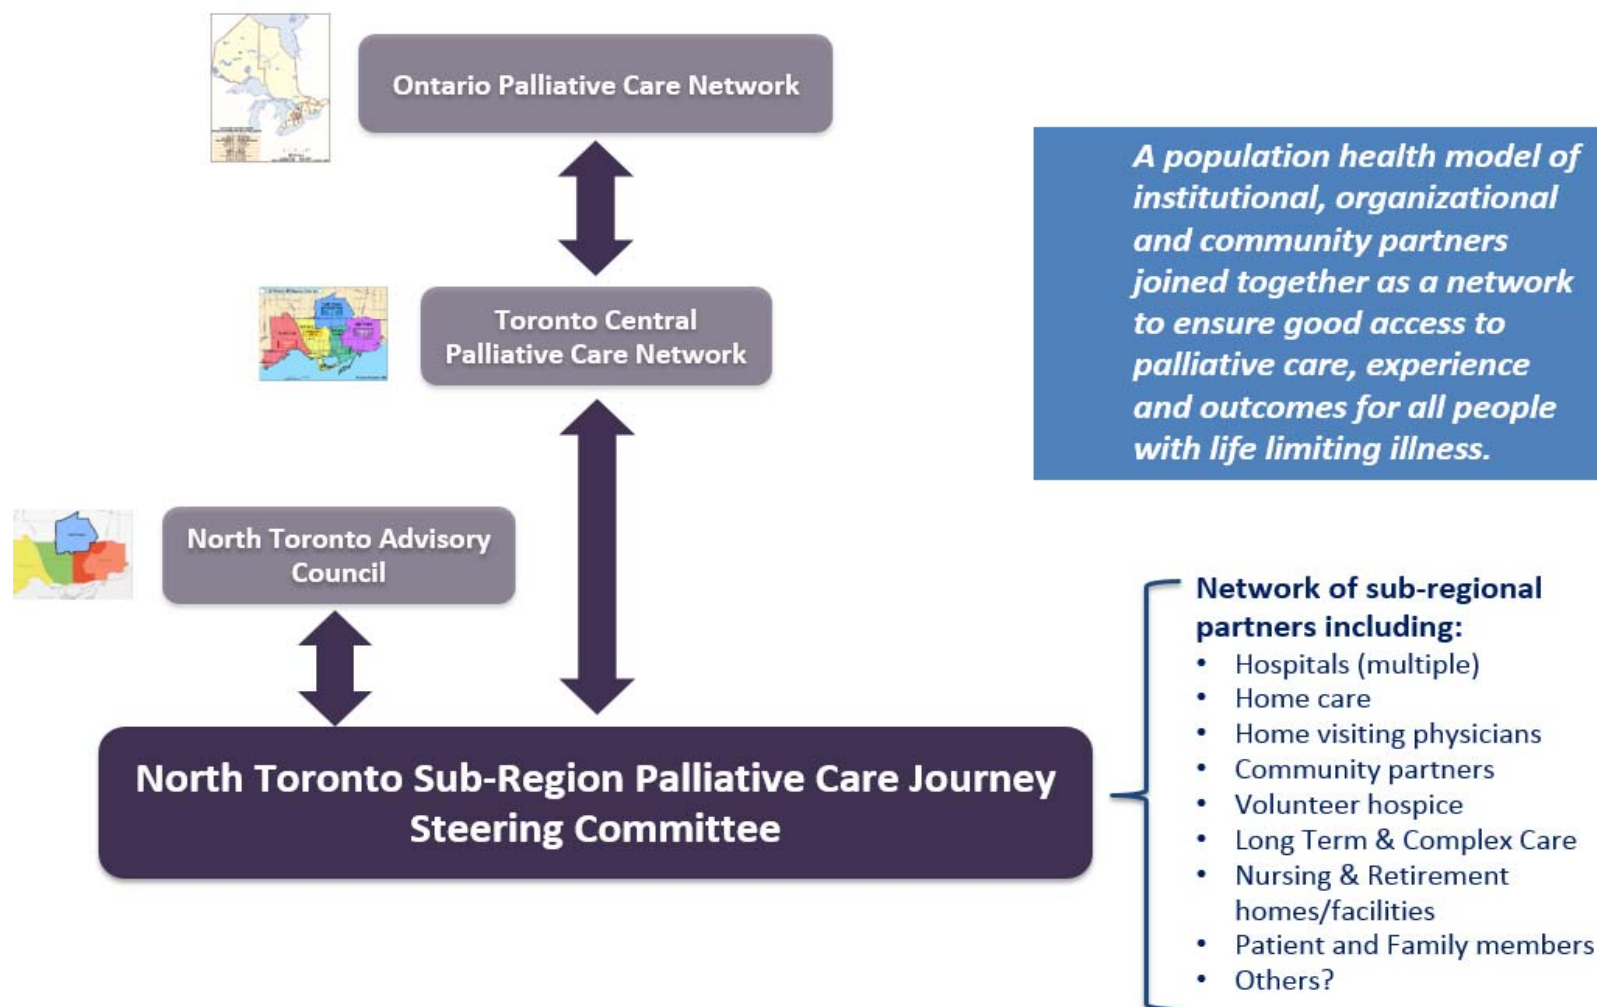 Ontario Palliative Care Network
Toronto Central
Palliative Care Network
North Toronto Advisory
Council
North Toronto Sub-Region Palliative Care Journey
Steering Committee
A population health model of
institutional, organizational
and community partners
joined together as a network
to ensure good access to
palliative care, experience
and outcomes for all people
with life limiting illness.
Network of sub-regional
partners including:
• Hospitals (multiple)
• Home care
• Home visiting physicians
• Community partners
• Volunteer hospice
• Long Term & Complex Care
• Nursing & Retirement
homes/facilities
• Patient and Family members
• Others?